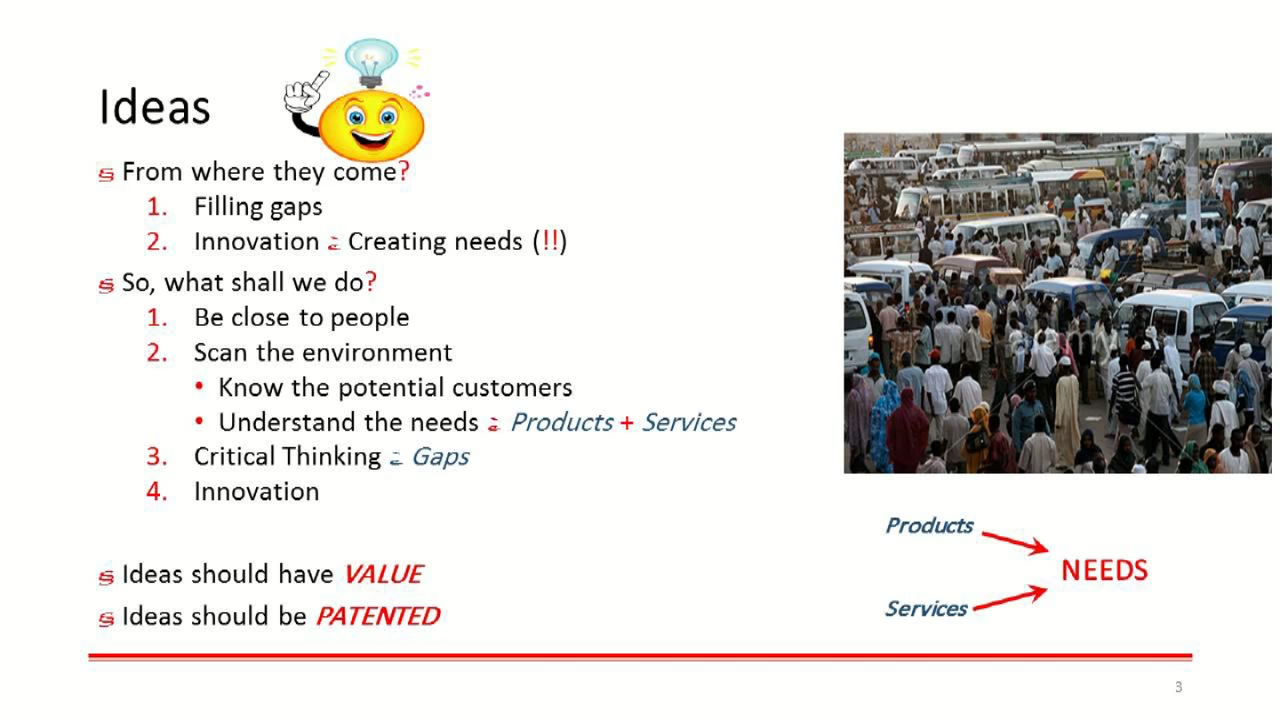 Ideas
From where they come?
1. Filling gaps
2. Innovation Creating needs (!!)
So, what shall we do?
1. Be close to people
2. Scan the environment
• Know the potential customers
• Understand the needs Products + Services
3. Critical Thinking Gaps
4. Innovation
Ideas should have VALUE
Ideas should be PATENTED
Products
NEEDS
Services
3